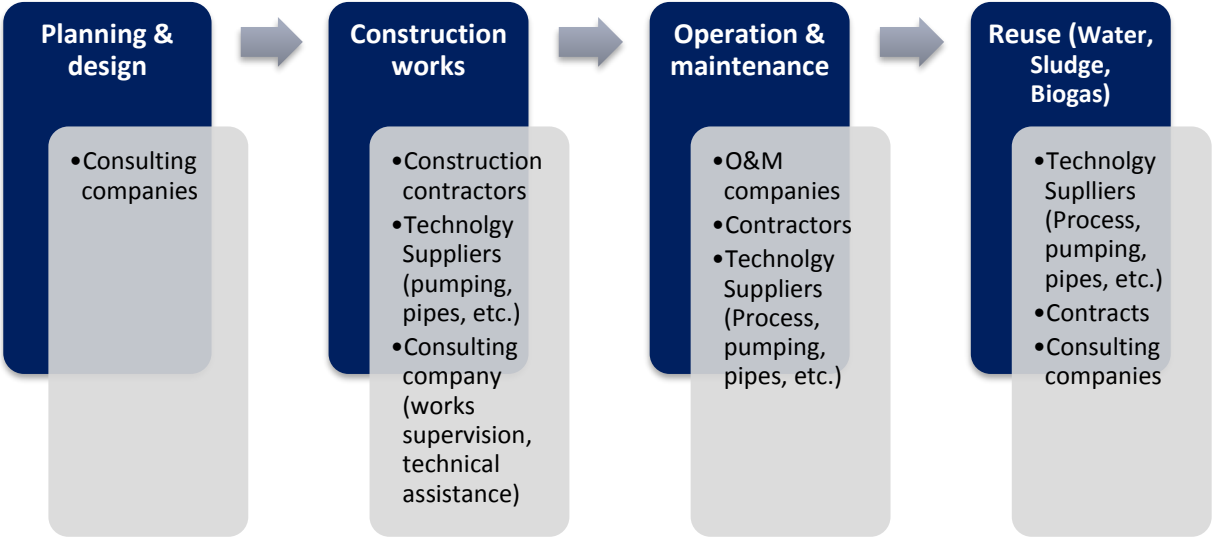 Planning &
design
•Consulting
companies
Construction
works
•Construction
contractors
•Technolgy
Suppliers
(pumping,
pipes, etc.)
•Consulting
company
(works
supervision,
technical
assistance)
Operation &
maintenance
•O&M
companies
•Contractors
•Technolgy
Suppliers
(Process,
pumping,
pipes, etc.)
Reuse (Water,
Sludge,
Biogas)
•Technolgy
Suplliers
(Process,
pumping,
pipes, etc.)
•Contracts
•Consulting
companies